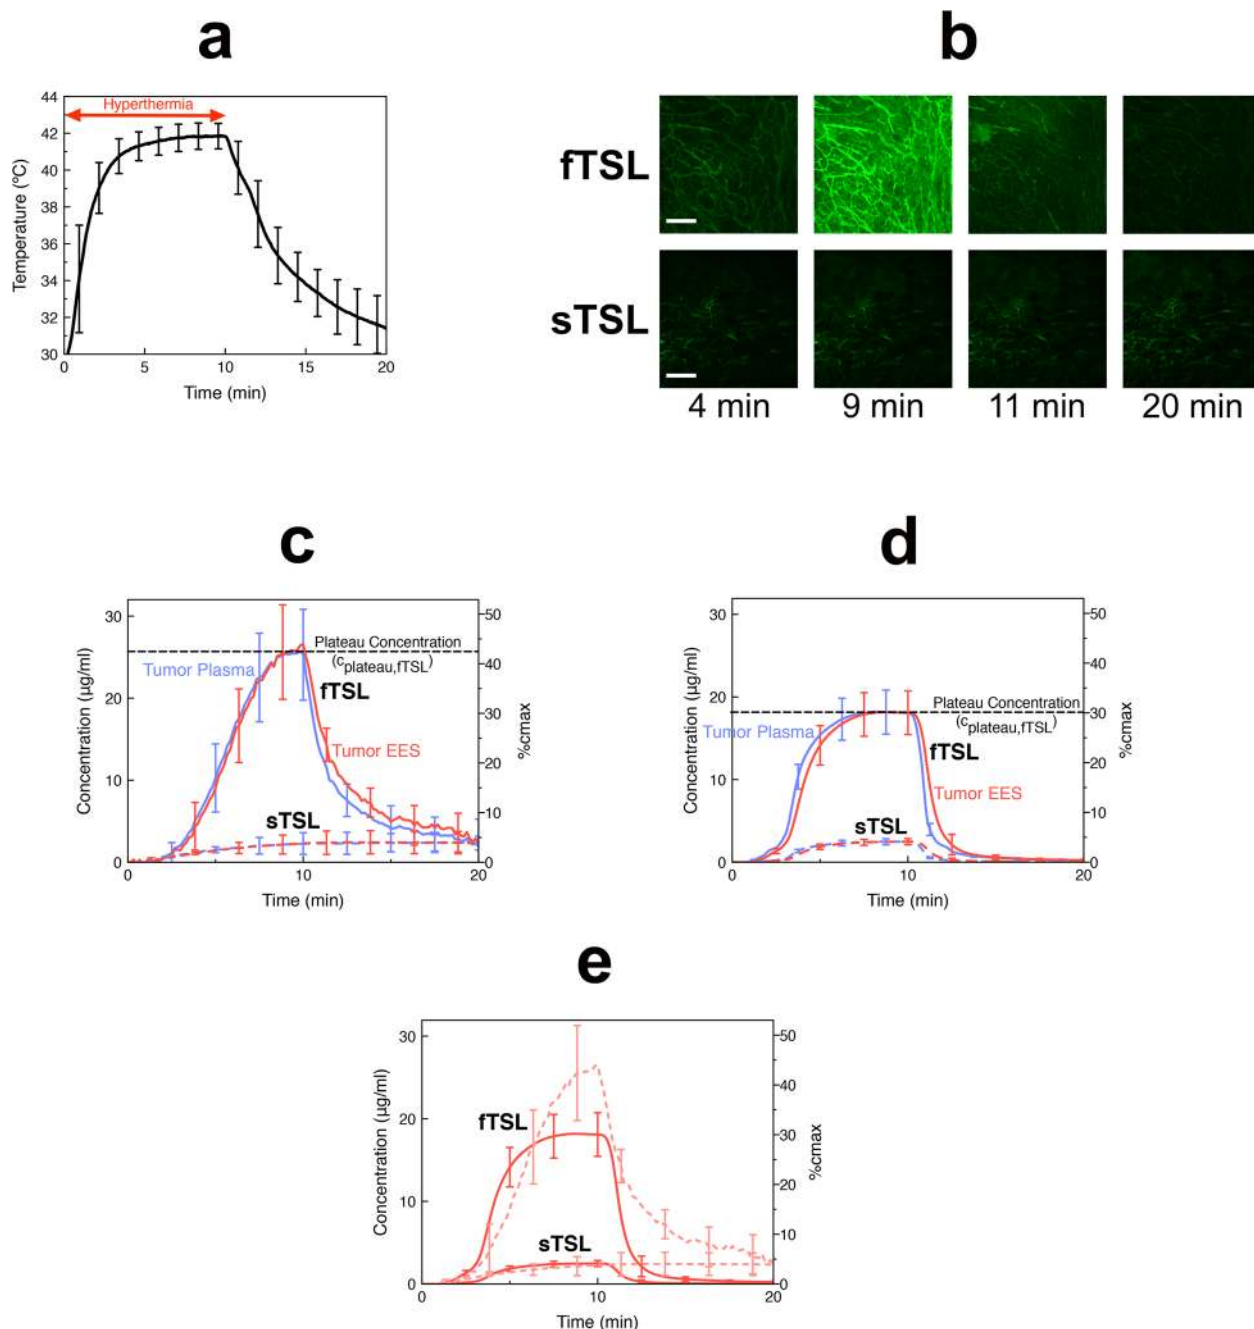 a
Hyperthermia
44
42
40
38
36
34
32
30
0
5
10
15
20
Temperature (ºC)
Time (min)
b
fTSL
sTSL
4 min
9 min
11 min
20 min
c
30
20
10
0
Concentration (µg/ml)
50
40
30
20
10
0
%cmax
Plateau Concentration
(cplateau,fTSL)
Tumor Plasma
fTSL
Tumor EES
sTSL
0
10
20
Time (min)
d
30
20
10
0
Concentration (µg/ml)
50
40
30
20
10
0
%cmax
Plateau Concentration
(cplateau,fTSL)
Tumor Plasma
fTSL
Tumor EES
sTSL
0
10
20
Time (min)
e
30
20
10
0
Concentration (µg/ml)
50
40
30
20
10
0
%cmax
fTSL
sTSL
0
10
20
Time (min)